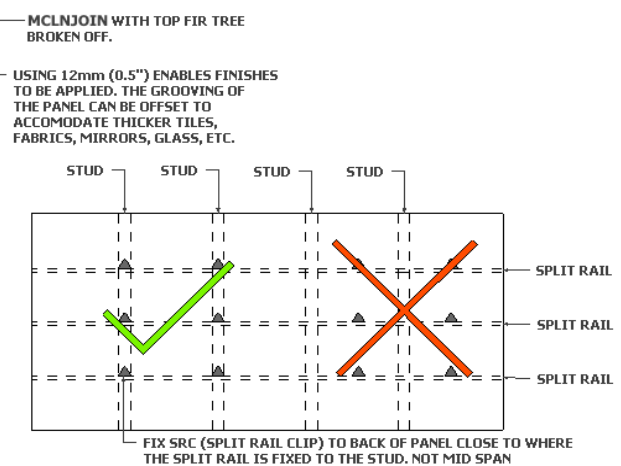 MCLNJOIN WITH TOP FIR TREE
BROKEN OFF.
USING 12mm (0.5") ENABLES FINISHES
TO BE APPLIED. THE GROOVING OF
THE PANEL CAN BE OFFSET TO
ACCOMODATE THICKER TILES,
FABRICS, MIRRORS, GLASS, ETC.
STUD STUD STUD STUD
SPLIT RAIL
SPLIT RAIL
SPLIT RAIL
FIX SRC (SPLIT RAIL CLIP) TO BACK OF PANEL CLOSE TO WHERE
THE SPLIT RAIL IS FIXED TO THE STUD. NOT MID SPAN